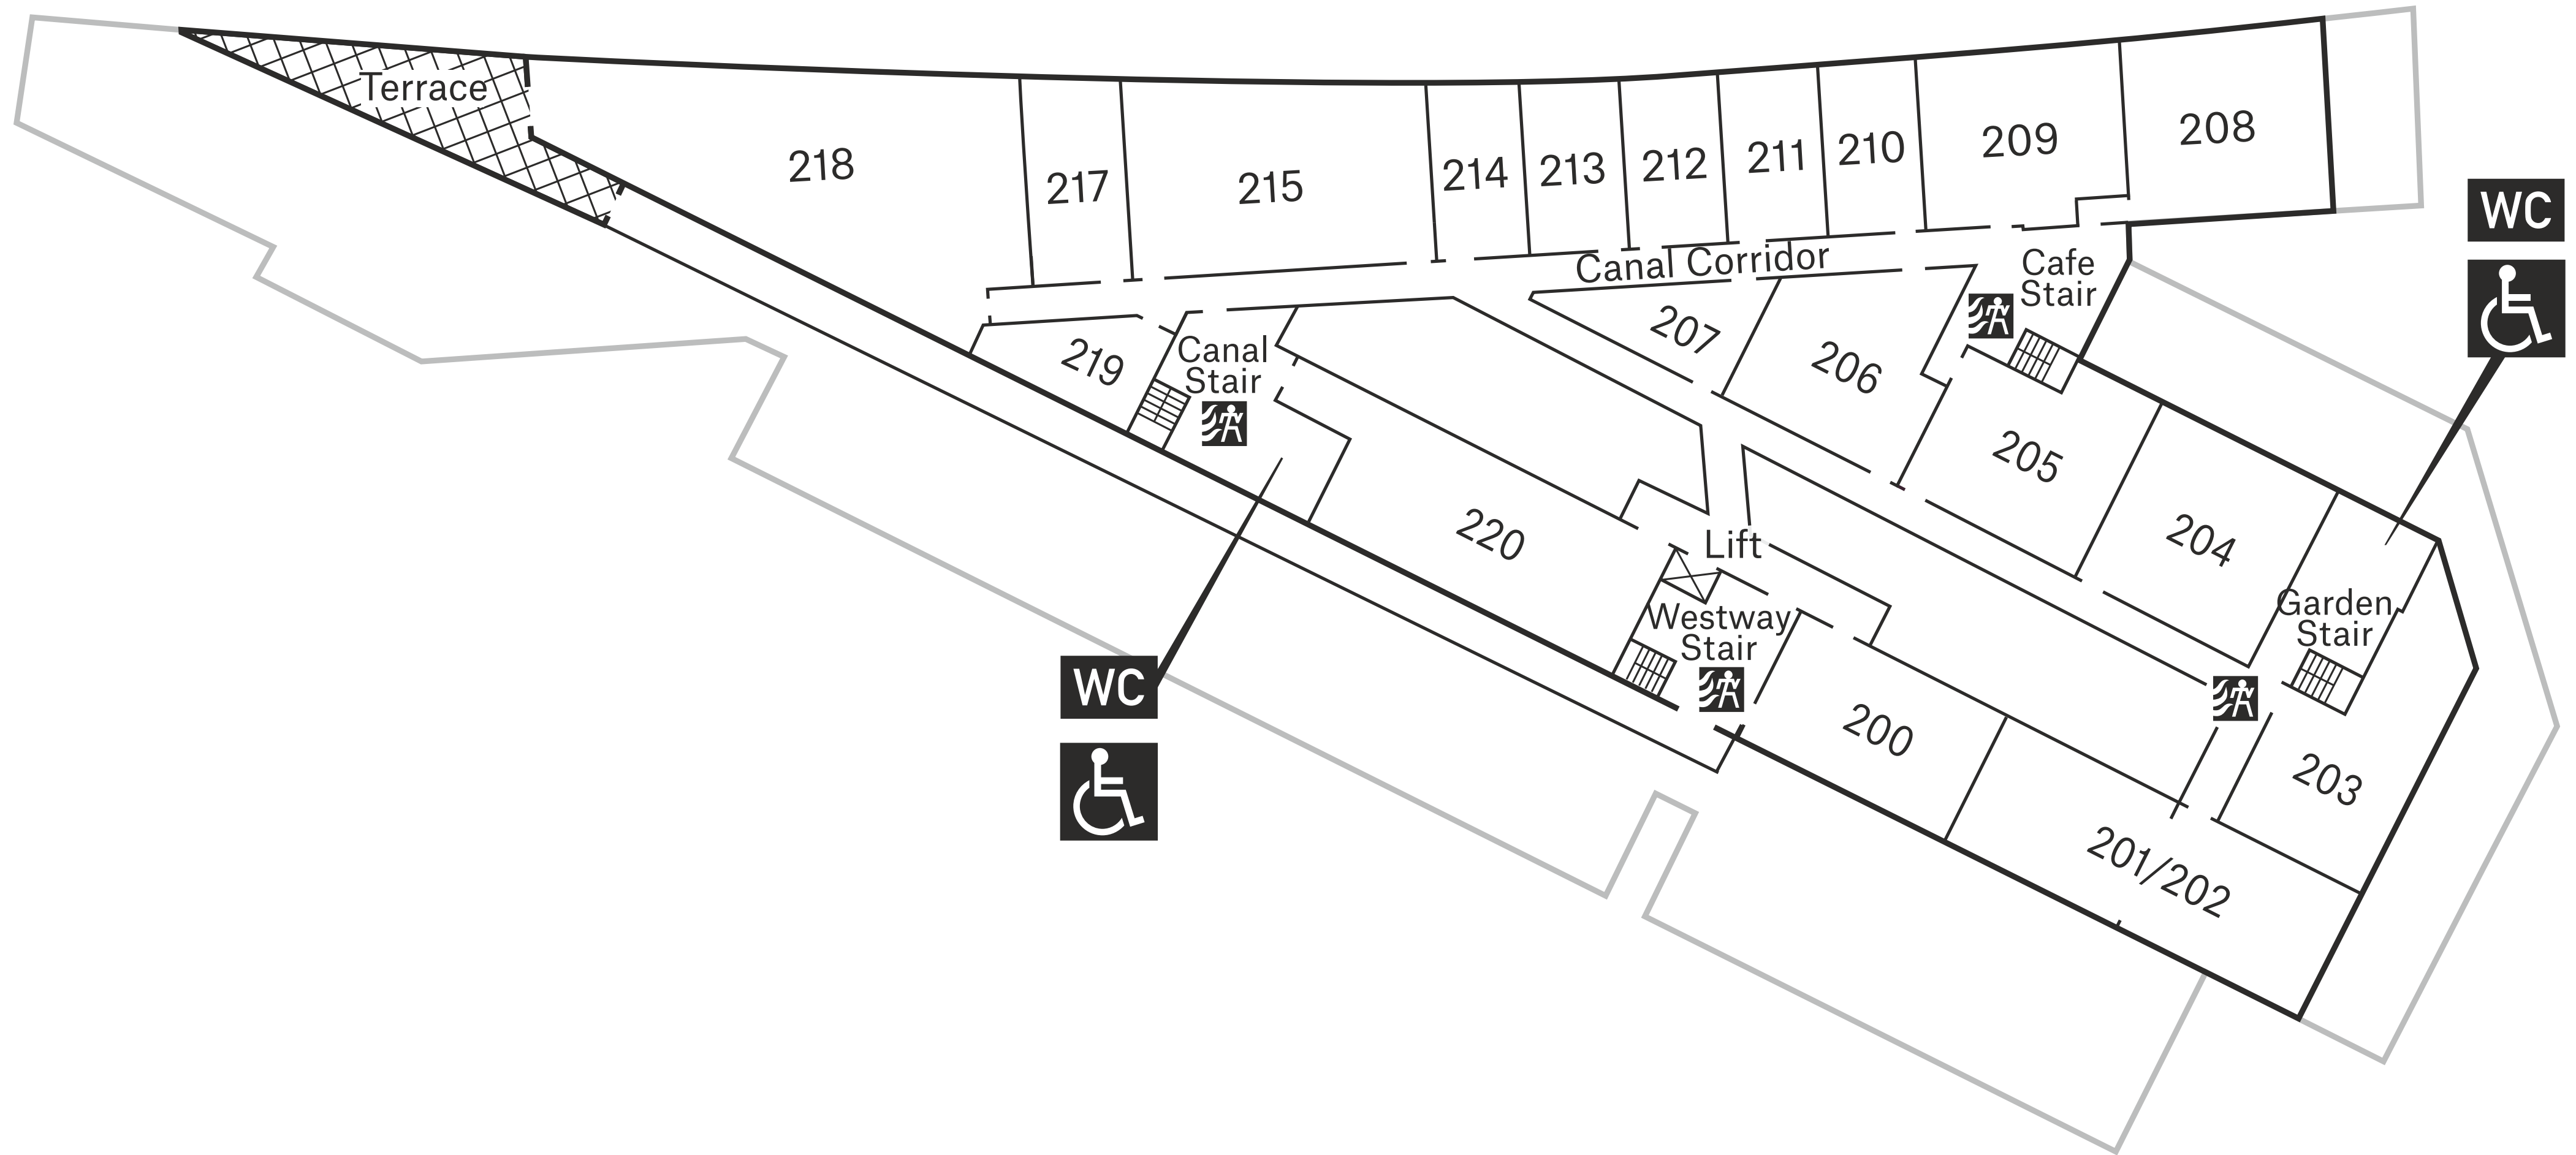 Terrace
218
217
215
214
213
212
211
210
209
208
WC
Canal Corridor
Cafe
Stair
207
206
219
Canal
Stair
205
204
220
Lift
Garden
Stair
Westway
Stair
WC
200
203
201/202